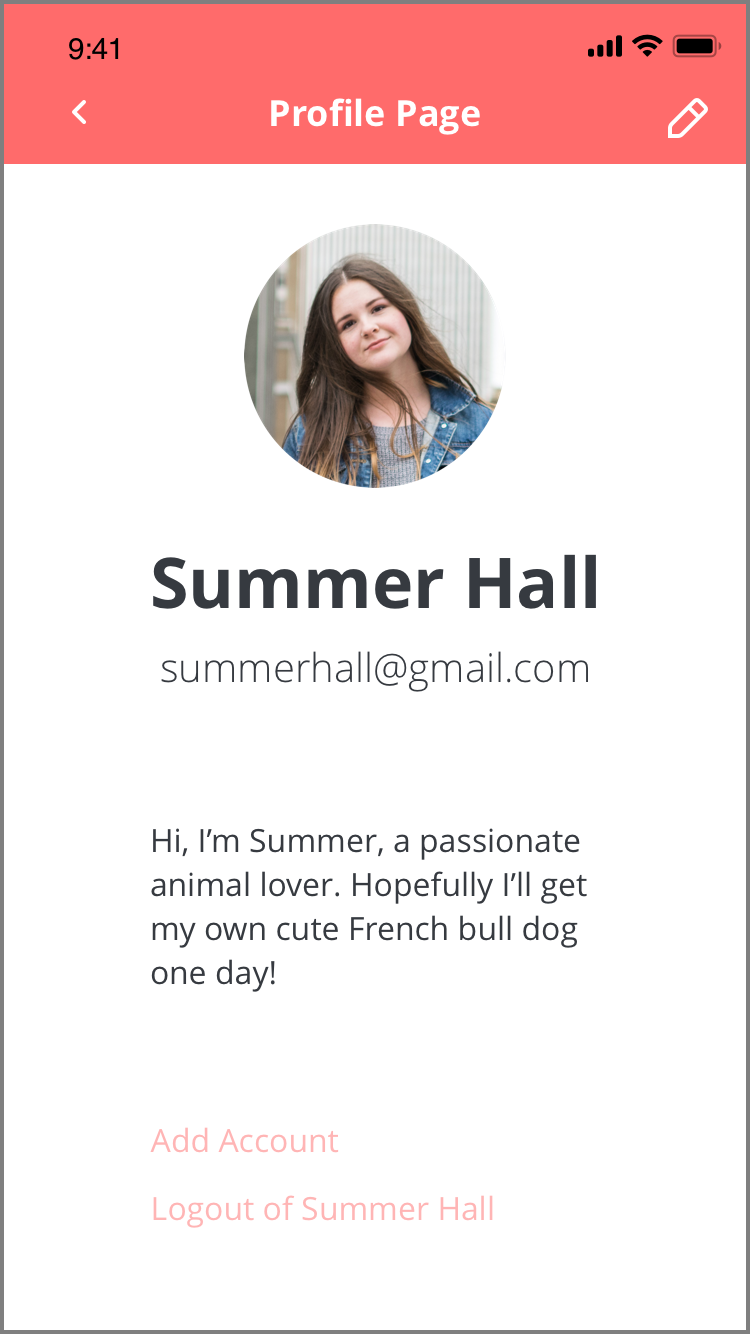 9:41
Profile Page
Summer Hall
summerhall@gmail.com
Hi, I’m Summer, a passionate
animal lover. Hopefully I’ll get
my own cute French bull dog
one day!
Add Account
Logout of Summer Hall